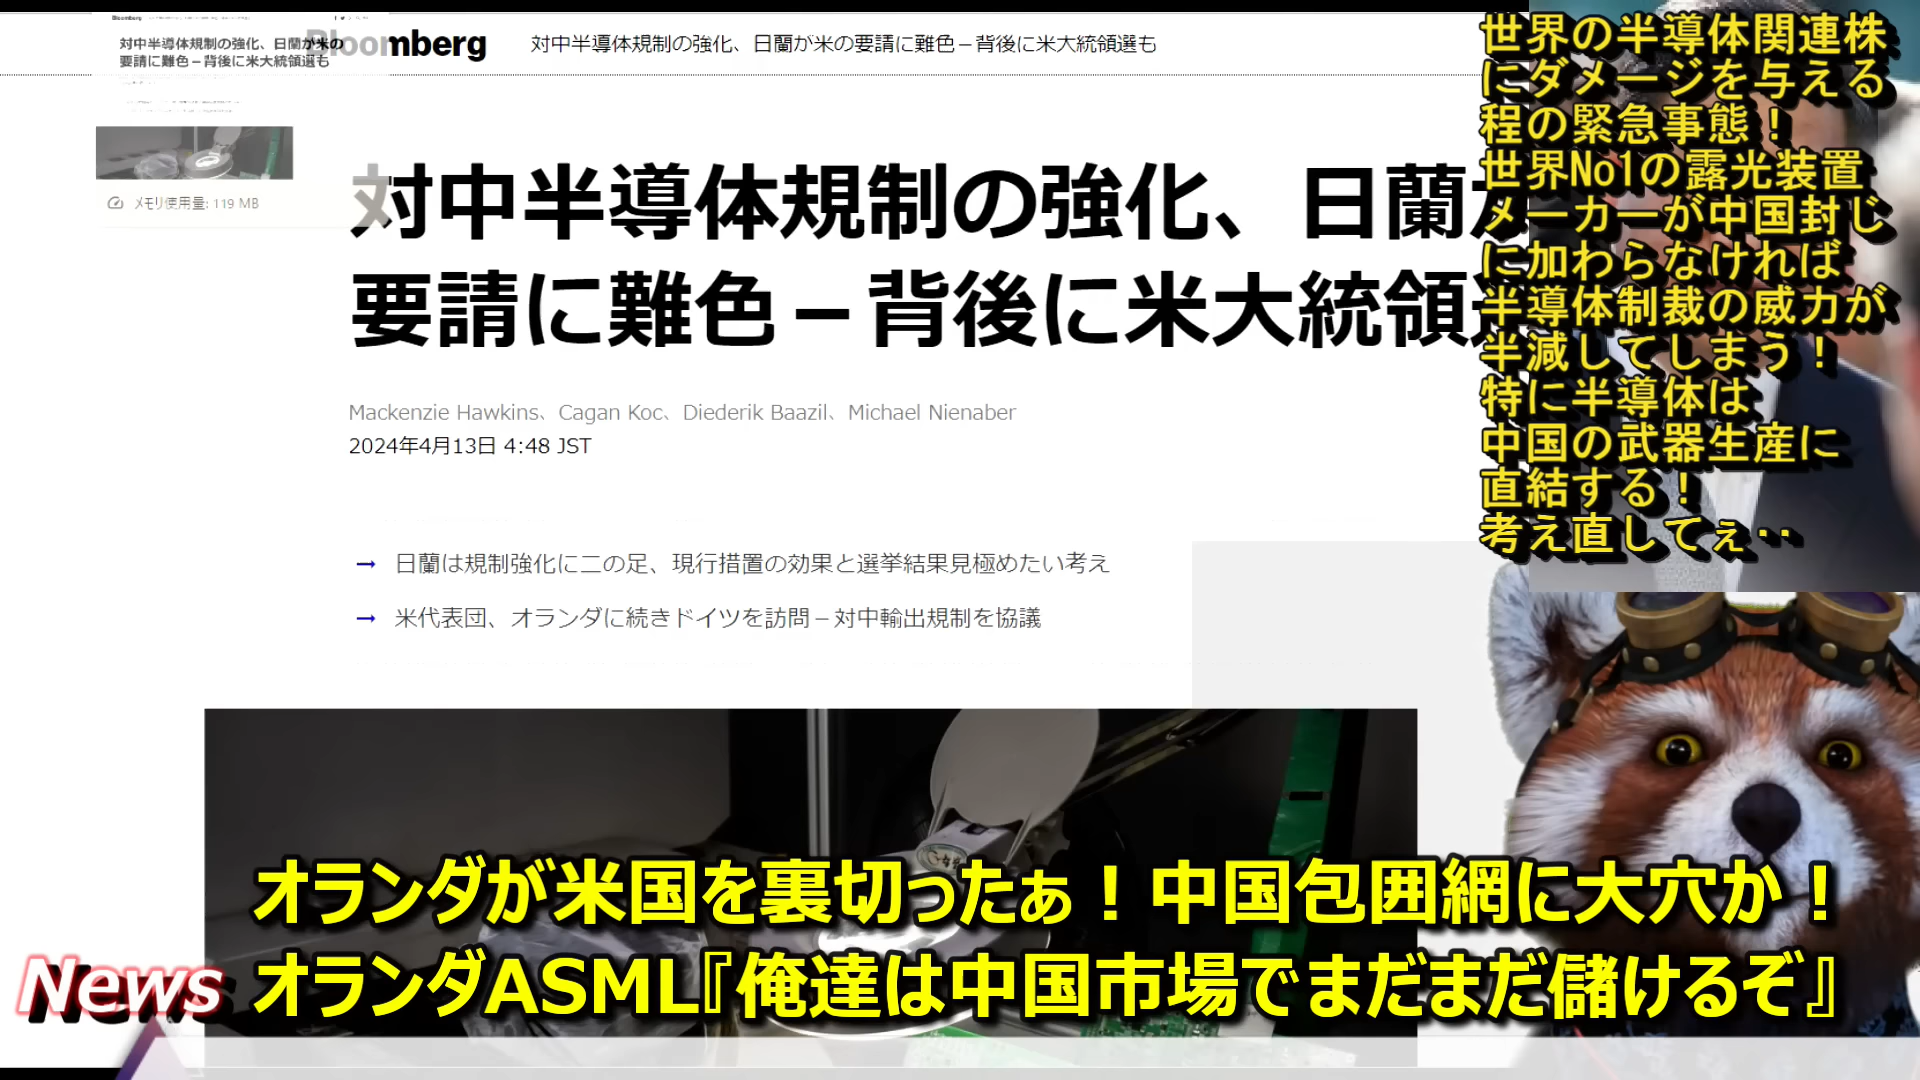 対中半導体規制の強化、日蘭が米の
要請に難色－背後に米大統領選も
メモリ使用量: 119 MB
Bloomberg
対中半導体規制の強化、日蘭が米の要請に難色－背後に米大統領選も
対中半導体規制の強化、日蘭が
要請に難色－背後に米大統領選
Mackenzie Hawkins、Cagan Koc、Diederik Baazil、Michael Nienaber
2024年4月13日 4:48 JST
→ 日蘭は規制強化に二の足、現行措置の効果と選挙結果見極めたい考え
→ 米代表団、オランダに続きドイツを訪問－対中輸出規制を協議
世界の半導体関連株
にダメージを与える
程の緊急事態！
世界No1の露光装置
メーカーが中国封じ
に加わらなければ
半導体制裁の威力が
半減してしまう！
特に半導体は
中国の武器生産に
直結する！
考え直してぇ‥
オランダが米国を裏切ったぁ！中国包囲網に大穴か！
News
オランダASML『俺達は中国市場でまだまだ儲けるぞ』